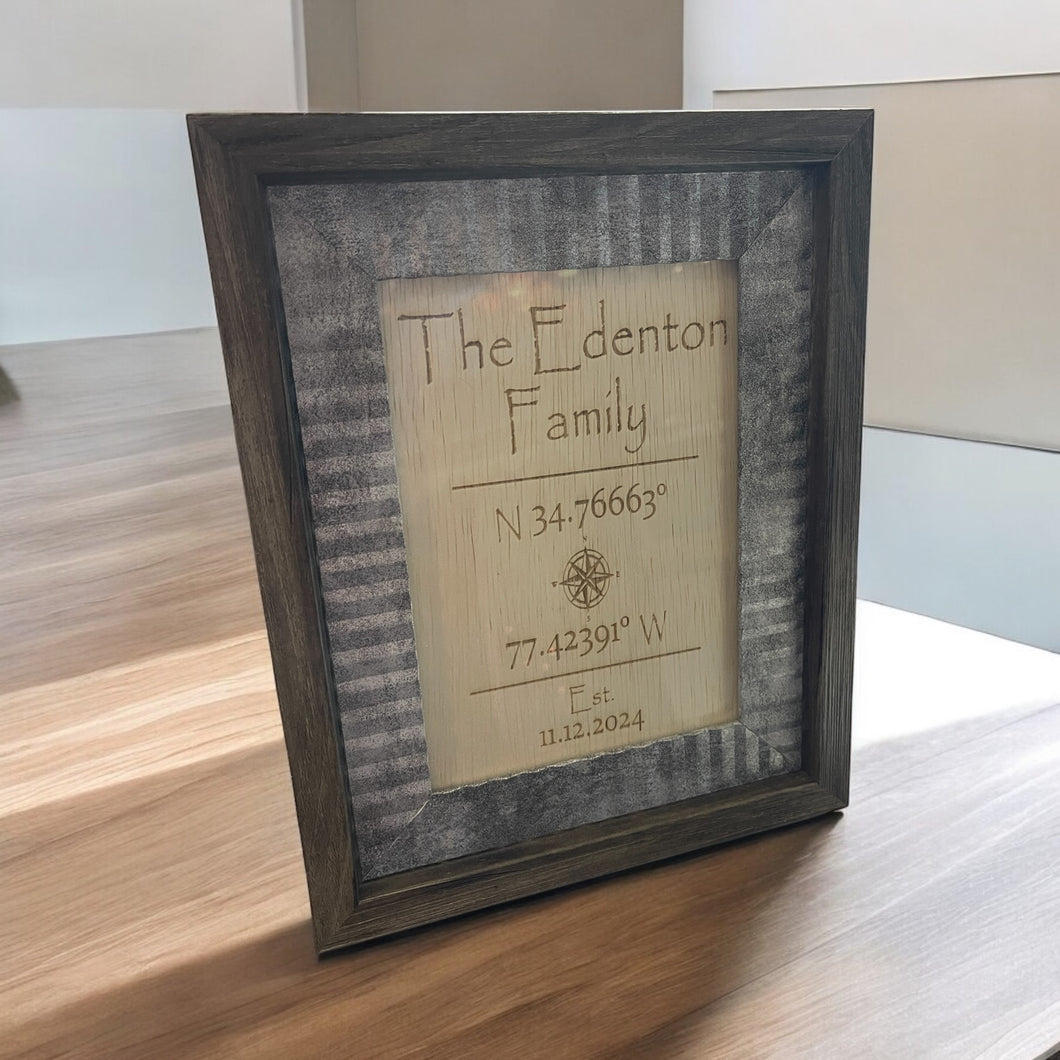 The Edenton
Family
N 34.76663°
N
W E
S
77.42391° W
Est.
11.12.2024